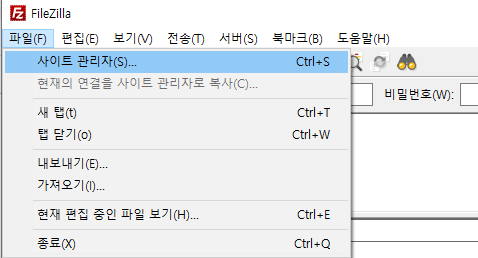 FileZilla
파일(F) 편집(E) 보기(V) 전송(T) 서버(S) 북마크(B) 도움말(H)
사이트 관리자(S)... Ctrl+S
현재의 연결을 사이트 관리자로 복사(C)...
비밀번호(W):
새 탭(t) Ctrl+T
탭 닫기(o) Ctrl+W
내보내기(E)...
가져오기(I)...
현재 편집 중인 파일 보기(H)... Ctrl+E
종료(X) Ctrl+Q